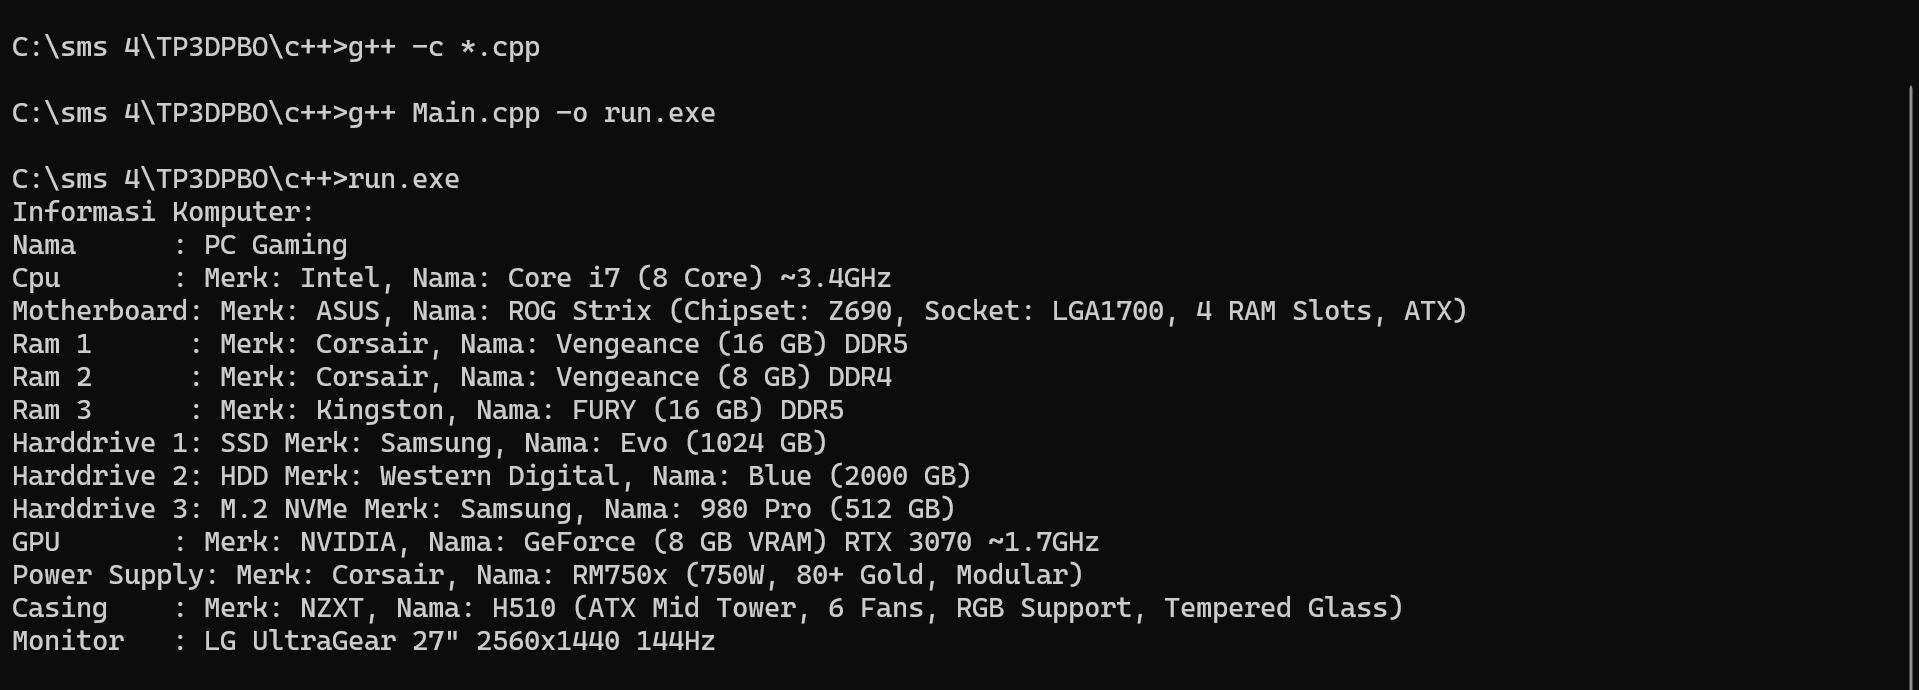 C:\sms 4\TP3DPBO\c++>g++ -c *.cpp
C:\sms 4\TP3DPBO\c++>g++ Main.cpp -o run.exe
C:\sms 4\TP3DPBO\c++>run.exe
Informasi Komputer:
Nama      : PC Gaming
Cpu       : Merk: Intel, Nama: Core i7 (8 Core) ~3.4GHz
Motherboard: Merk: ASUS, Nama: ROG Strix (Chipset: Z690, Socket: LGA1700, 4 RAM Slots, ATX)
Ram 1      : Merk: Corsair, Nama: Vengeance (16 GB) DDR5
Ram 2      : Merk: Corsair, Nama: Vengeance (8 GB) DDR4
Ram 3      : Merk: Kingston, Nama: FURY (16 GB) DDR5
Harddrive 1: SSD Merk: Samsung, Nama: Evo (1024 GB)
Harddrive 2: HDD Merk: Western Digital, Nama: Blue (2000 GB)
Harddrive 3: M.2 NVMe Merk: Samsung, Nama: 980 Pro (512 GB)
GPU       : Merk: NVIDIA, Nama: GeForce (8 GB VRAM) RTX 3070 ~1.7GHz
Power Supply: Merk: Corsair, Nama: RM750x (750W, 80+ Gold, Modular)
Casing    : Merk: NZXT, Nama: H510 (ATX Mid Tower, 6 Fans, RGB Support, Tempered Glass)
Monitor   : LG UltraGear 27" 2560x1440 144Hz